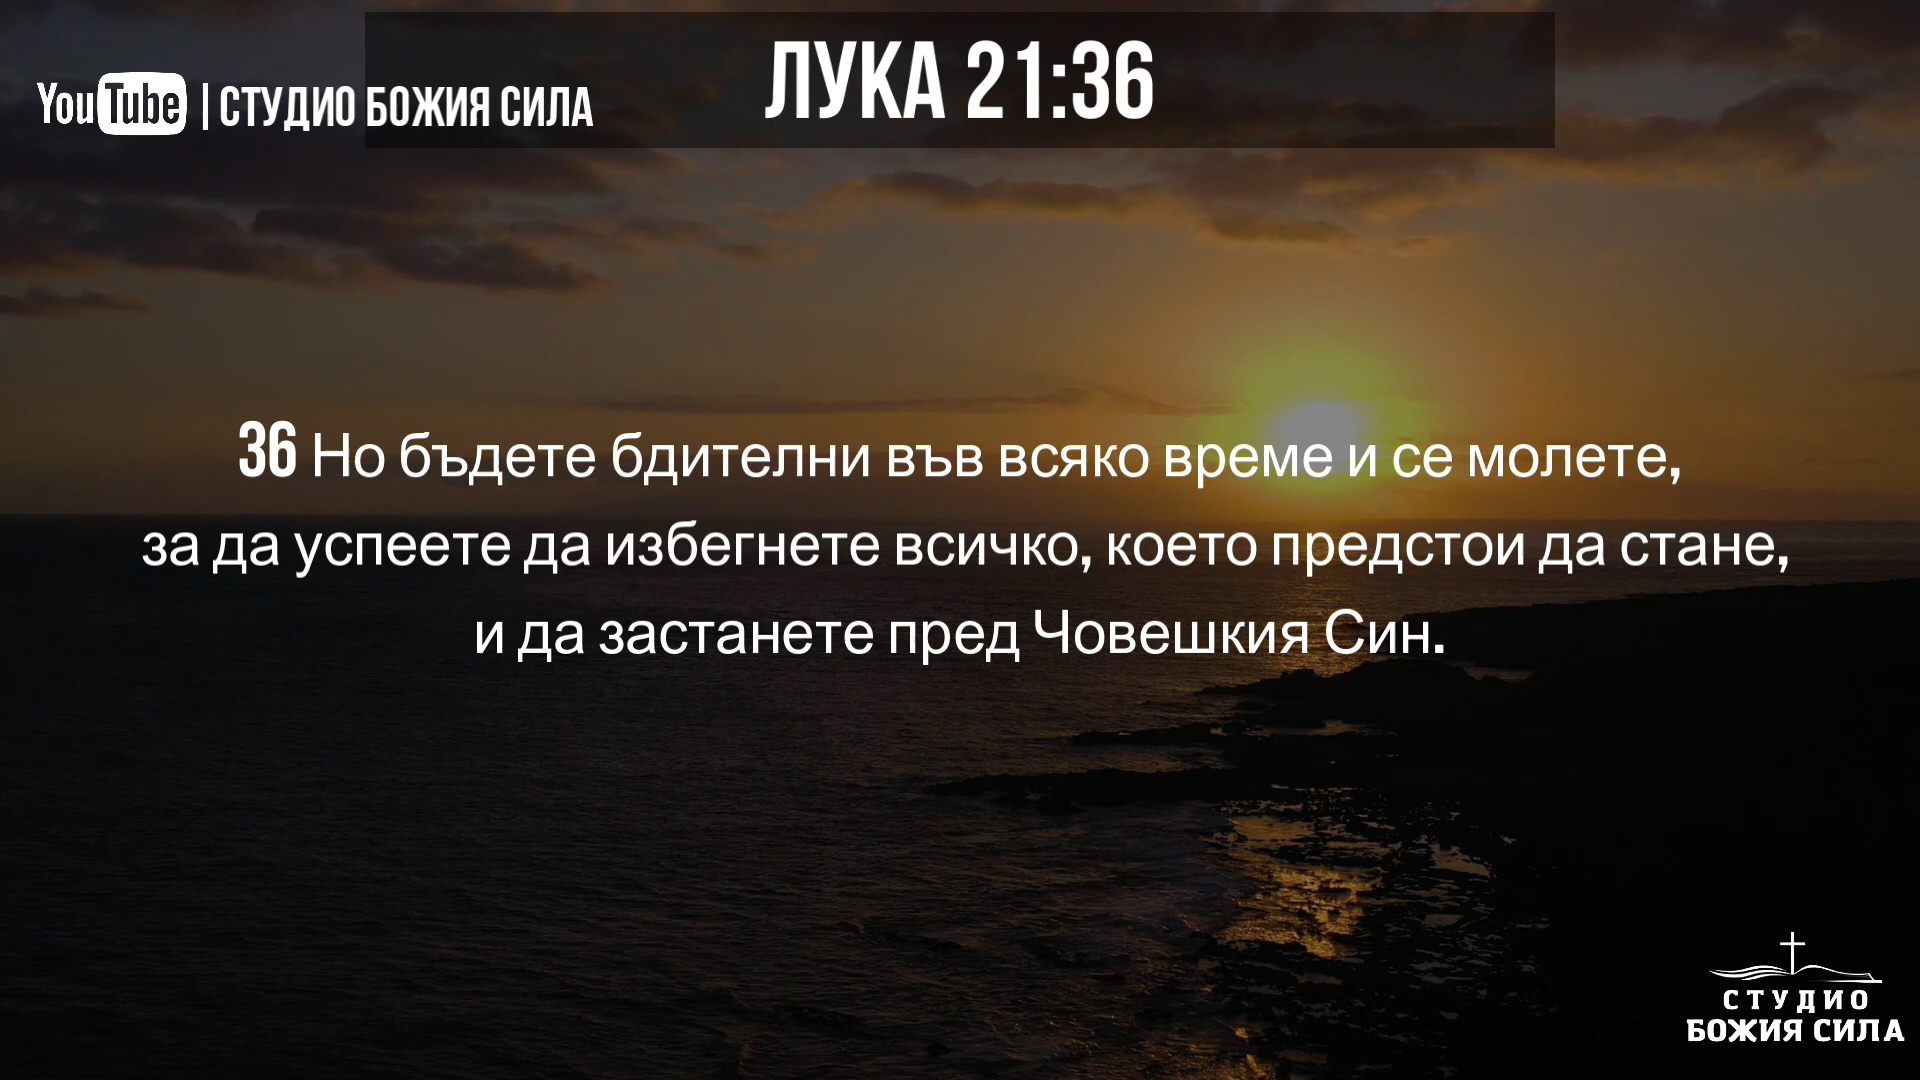 ЛУКА 21:36
YouTube | СТУДИО БОЖИЯ СИЛА
36 Но бъдете бдителни във всяко време и се молете,
за да успеете да избегнете всичко, което предстои да стане,
и да застанете пред Човешкия Син.
СТУДИО
БОЖИЯ СИЛА